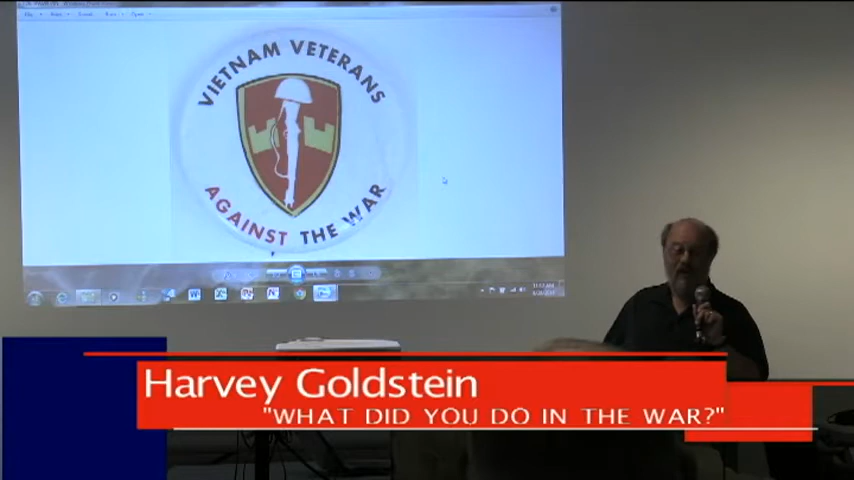 VIETNAM VETERANS
AGAINST THE WAR
Harvey Goldstein
"WHAT DID YOU DO IN THE WAR?"